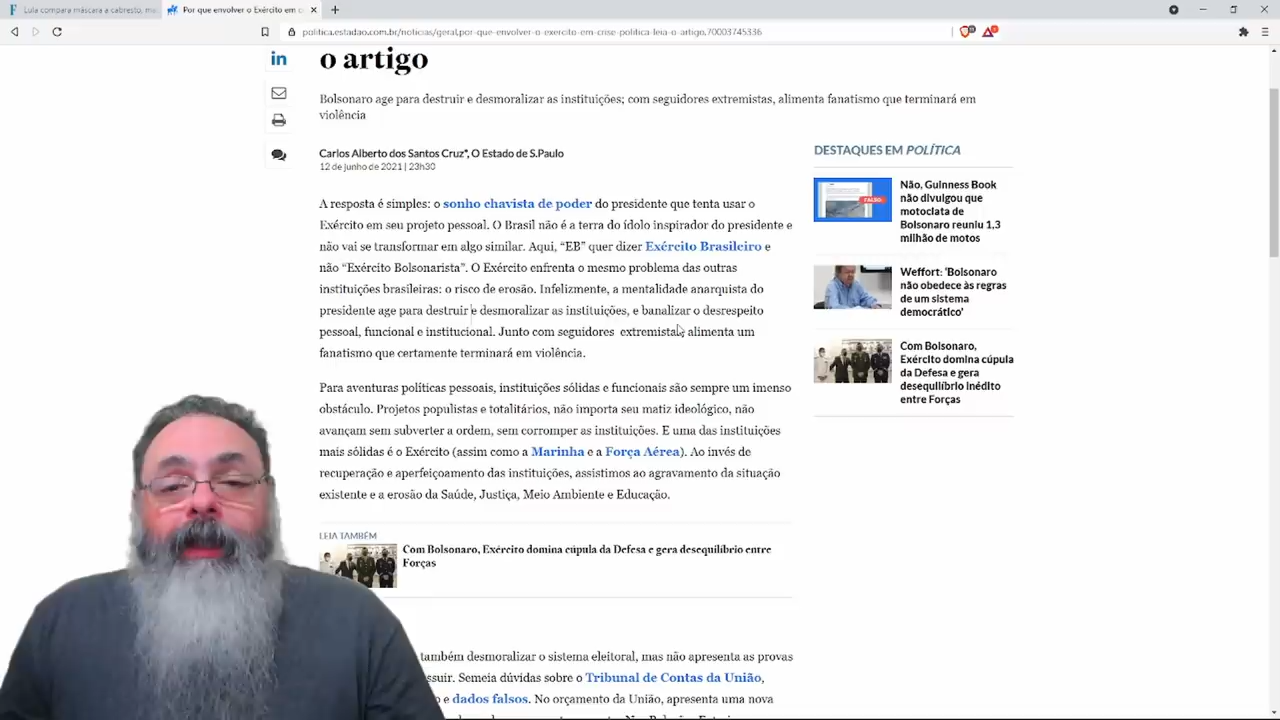 Lula compara máscara a cabresto, mu
Por que envolver o Exército em c
politica.estadao.com.br/noticias/geral,por-que-envolver-o-exercito-em-crise-politica-leia-o-artigo,70003745336
o artigo
Bolsonaro age para destruir e desmoralizar as instituições; com seguidores extremistas, alimenta fanatismo que terminará em
violência
Carlos Alberto dos Santos Cruz*, O Estado de S.Paulo
12 de junho de 2021 | 23h30
A resposta é simples: o sonho chavista de poder do presidente que tenta usar o
Exército em seu projeto pessoal. O Brasil não é a terra do ídolo inspirador do presidente e
não vai se transformar em algo similar. Aqui, “EB” quer dizer Exército Brasileiro e
não “Exército Bolsonarista”. O Exército enfrenta o mesmo problema das outras
instituições brasileiras: o risco de erosão. Infelizmente, a mentalidade anarquista do
presidente age para destruir e desmoralizar as instituições, e banalizar o desrespeito
pessoal, funcional e institucional. Junto com seguidores extremistas, alimenta um
fanatismo que certamente terminará em violência.
Para aventuras políticas pessoais, instituições sólidas e funcionais são sempre um imenso
obstáculo. Projetos populistas e totalitários, não importa seu matiz ideológico, não
avançam sem subverter a ordem, sem corromper as instituições. E uma das instituições
mais sólidas é o Exército (assim como a Marinha e a Força Aérea). Ao invés de
recuperação e aperfeiçoamento das instituições, assistimos ao agravamento da situação
existente e a erosão da Saúde, Justiça, Meio Ambiente e Educação.
LEIA TAMBÉM
Com Bolsonaro, Exército domina cúpula da Defesa e gera desequilíbrio entre
Forças
também desmoralizar o sistema eleitoral, mas não apresenta as provas
ssuir. Semeia dúvidas sobre o Tribunal de Contas da União,
o e dados falsos. No orçamento da União, apresenta uma nova
DESTAQUES EM POLÍTICA
FALSO
Não, Guinness Book
não divulgou que
motociata de
Bolsonaro reuniu 1,3
milhão de motos
Weffort: 'Bolsonaro
não obedece às regras
de um sistema
democrático'
Com Bolsonaro,
Exército domina cúpula
da Defesa e gera
desequilíbrio inédito
entre Forças